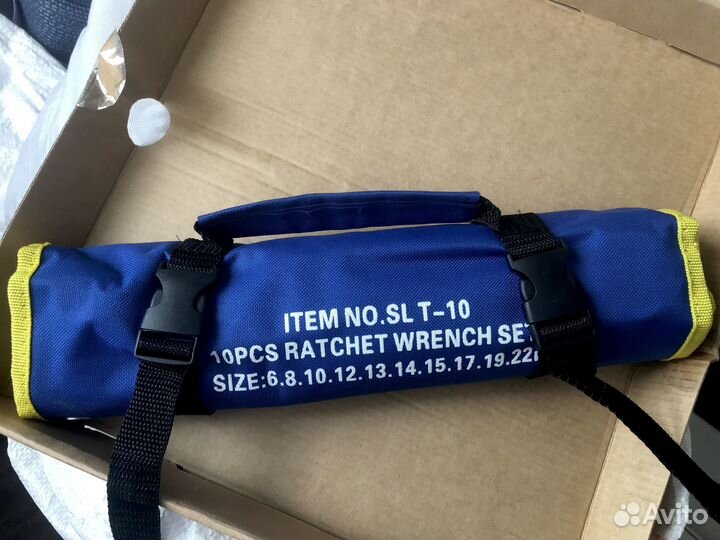 ITEM NO.SL T-10
10PCS RATCHET WRENCH SET
SIZE:6.8.10.12.13.14.15.17.19.22
Avito